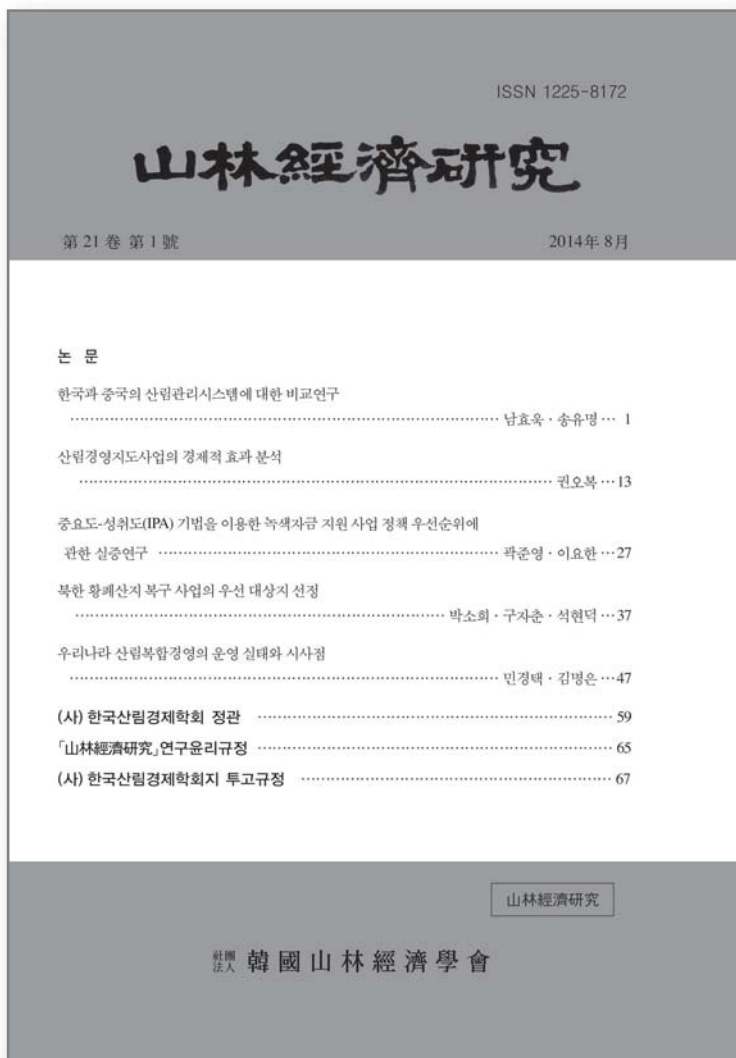 ISSN 1225-8172
山林經濟研究
第 21 卷 第 1 號 2014年 8月
논 문
한국과 중국의 산림관리시스템에 대한 비교연구
남효욱 · 송유명 … 1
산림경영지도사업의 경제적 효과 분석
권오복 … 13
중요도-성취도(IPA) 기법을 이용한 녹색자금 지원 사업 정책 우선순위에
관한 실증연구 곽준영 · 이요한 … 27
북한 황폐산지 복구 사업의 우선 대상지 선정
박소희 · 구자춘 · 석현덕 … 37
우리나라 산림복합경영의 운영 실태와 시사점
민경택 · 김명은 … 47
(사) 한국산림경제학회 정관 59
「山林經濟硏究」연구윤리규정 65
(사) 한국산림경제학회지 투고규정 67
山林經濟硏究
社團法人 韓國山林經濟學會